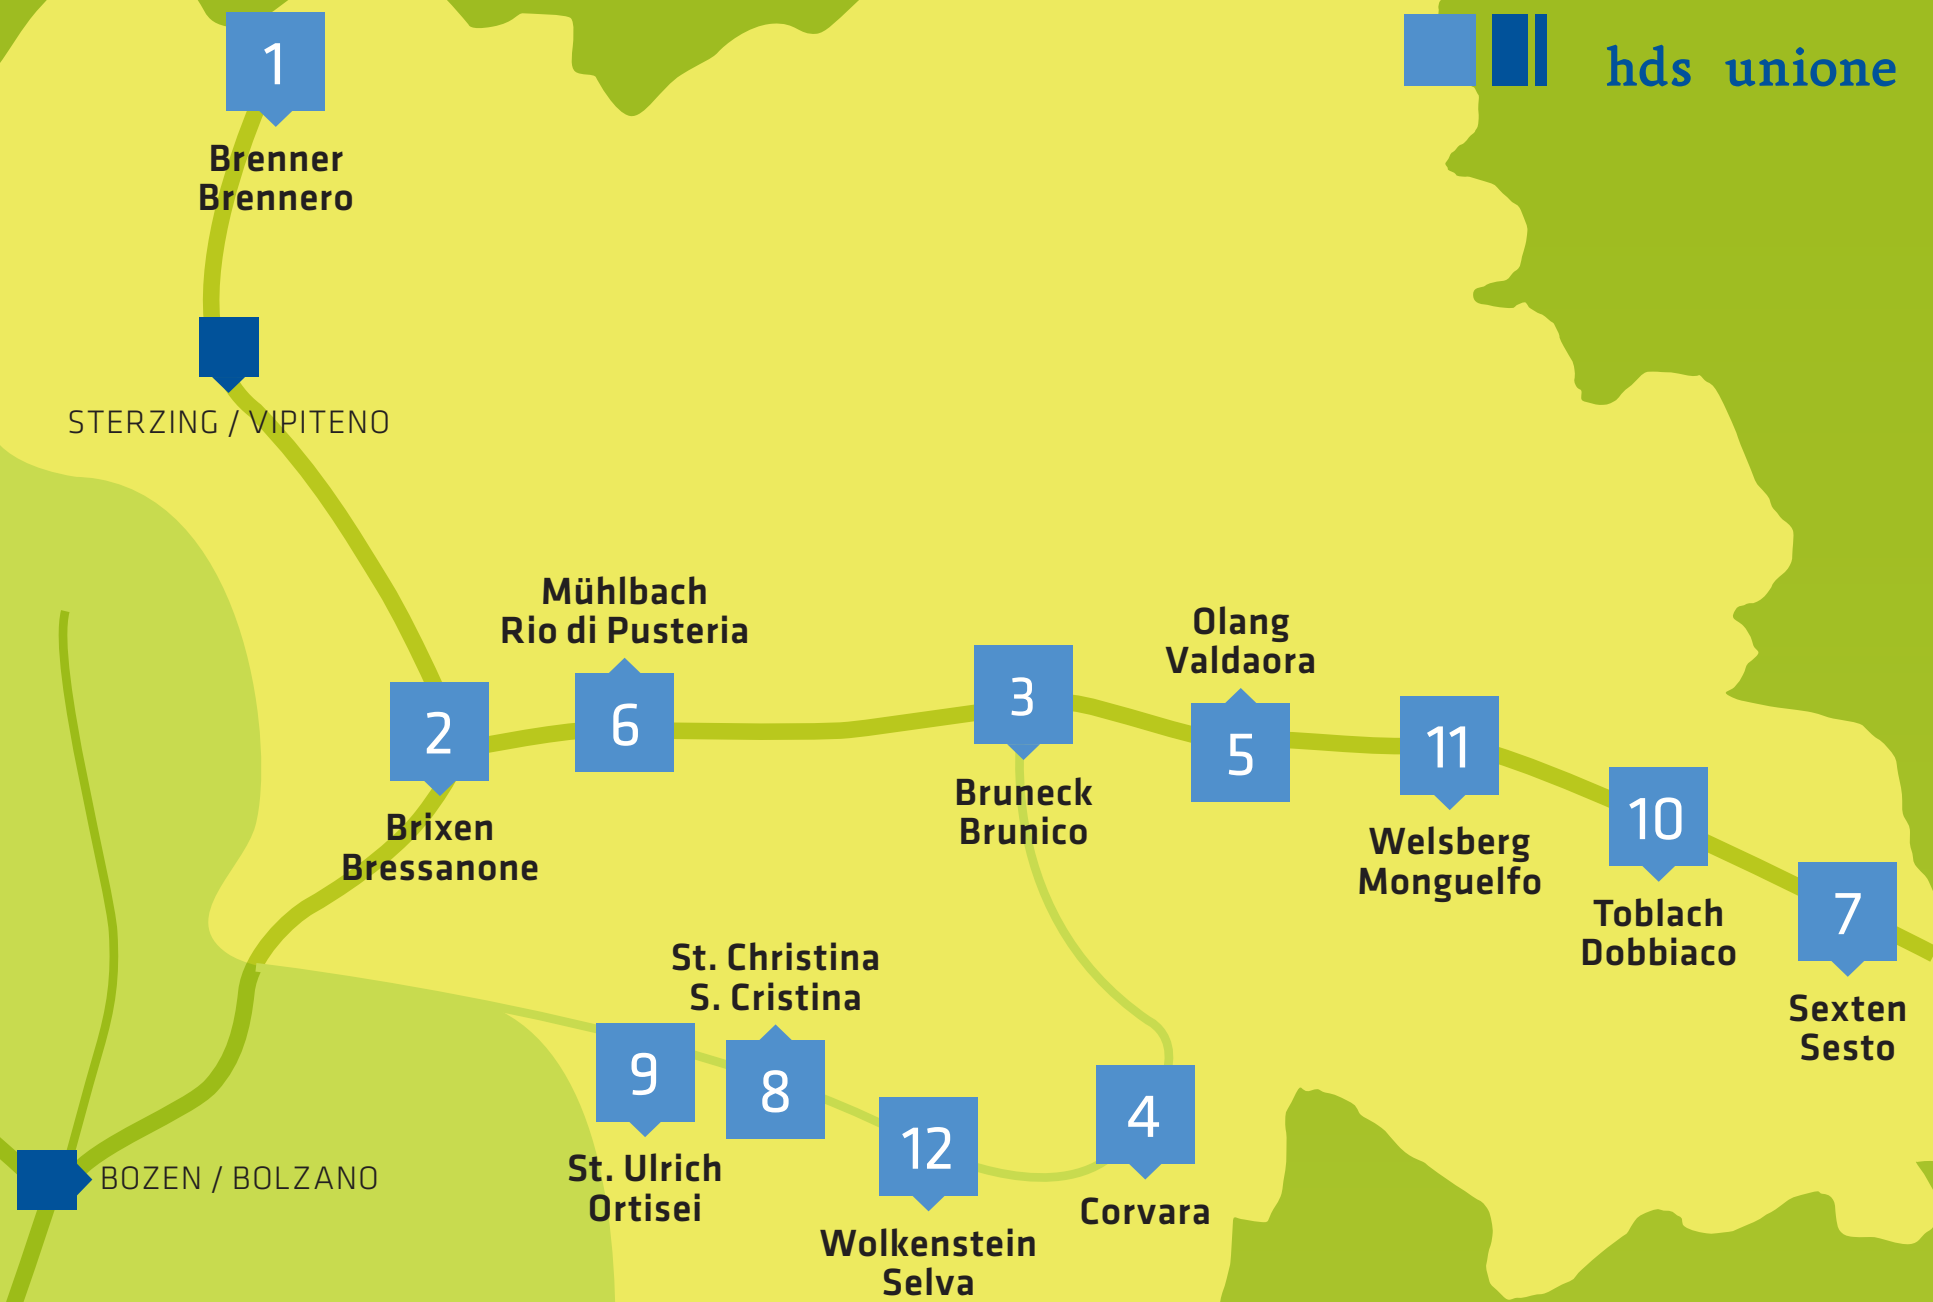 hds unione
1
Brenner
Brennero
STERZING / VIPITENO
Mühlbach
Rio di Pusteria
6
2
Brixen
Bressanone
3
Bruneck
Brunico
Olang
Valdaora
5
11
Welsberg
Monguelfo
10
Toblach
Dobbiaco
7
Sexten
Sesto
St. Christina
S. Cristina
8
9
St. Ulrich
Ortisei
12
Wolkenstein
Selva
4
Corvara
BOZEN / BOLZANO